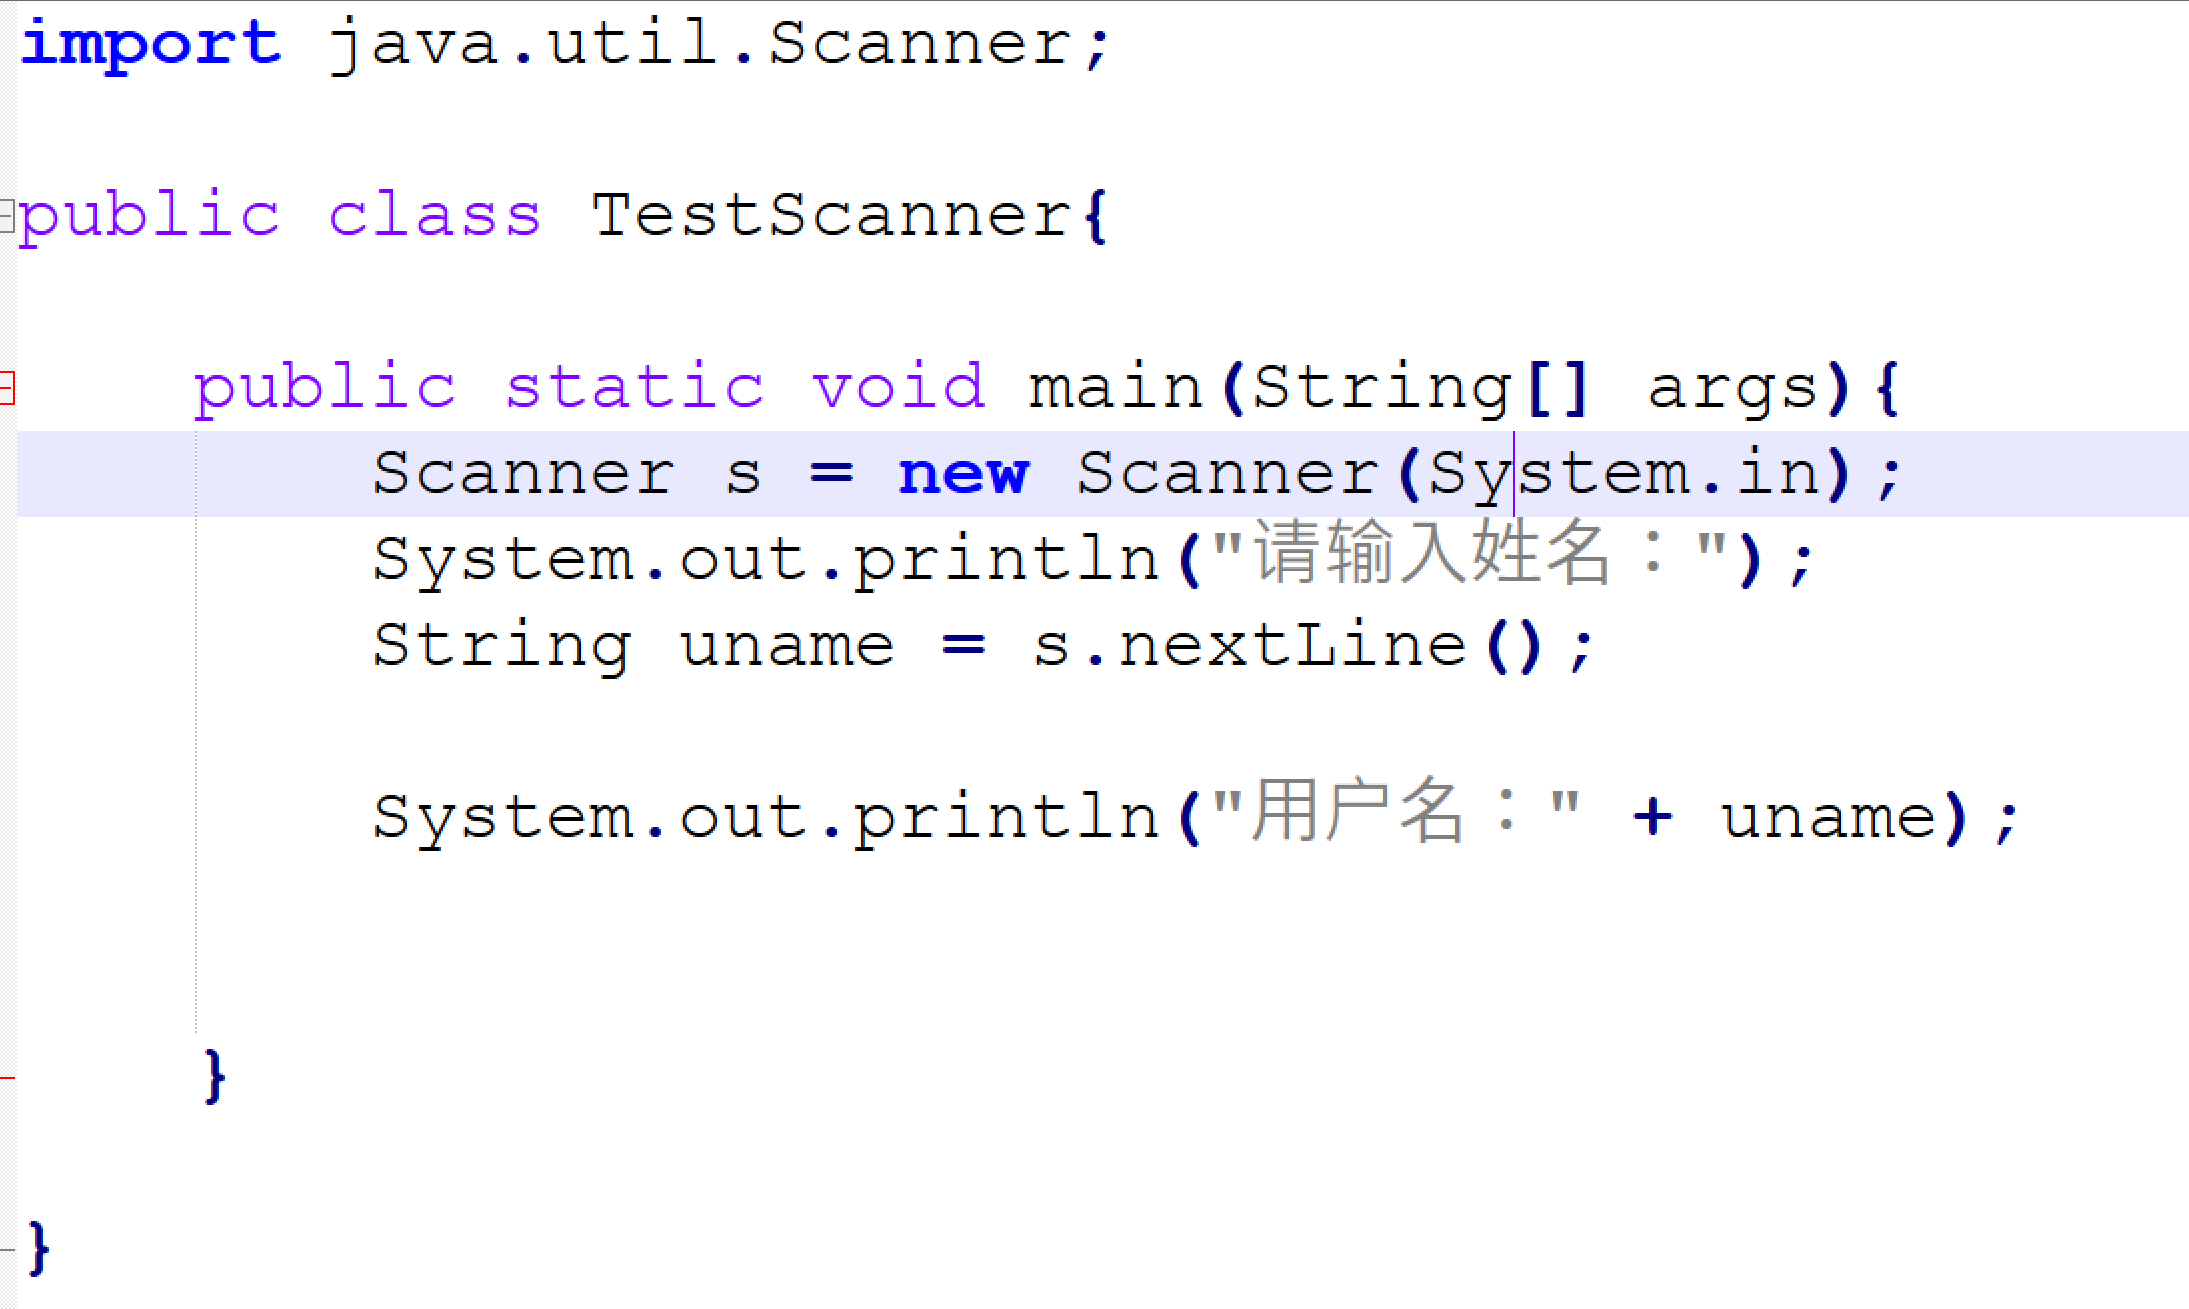 import java.util.Scanner;
public class TestScanner{
public static void main(String[] args){
Scanner s = new Scanner(System.in);
System.out.println("请输入姓名：");
String uname = s.nextLine();
System.out.println("用户名：" + uname);
}
}